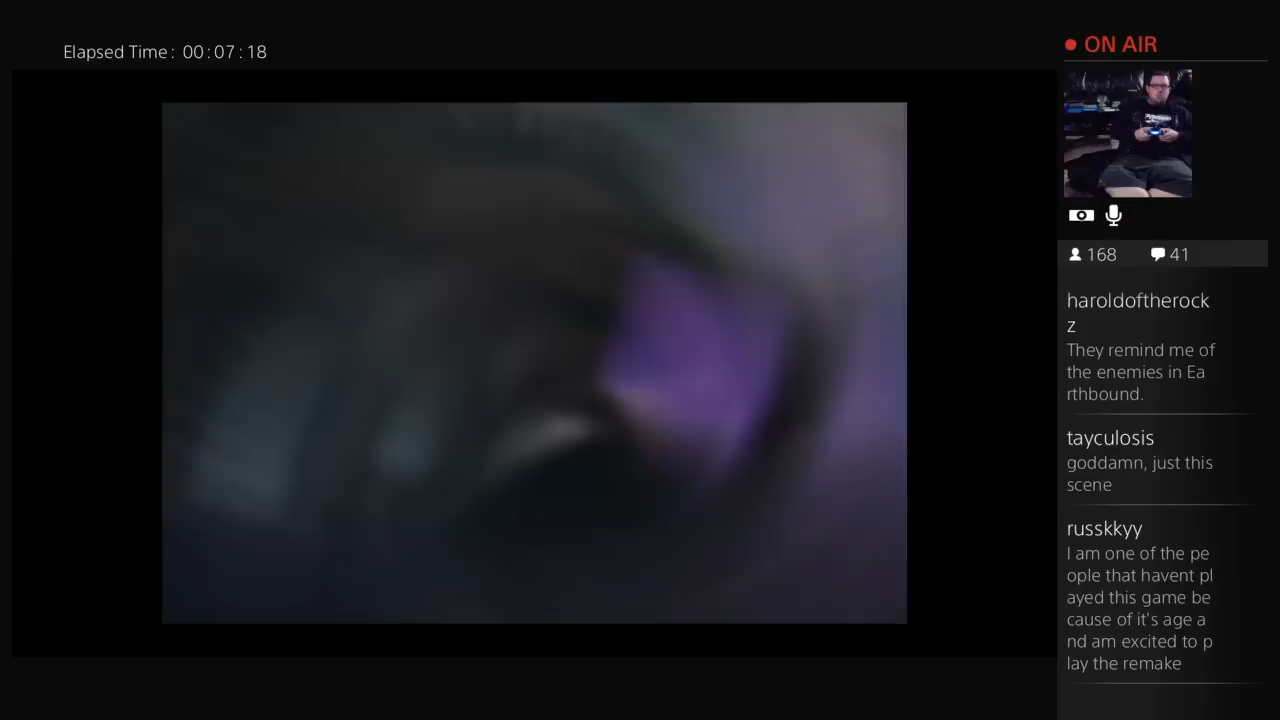 Elapsed Time: 00:07:18
ON AIR
168
41
haroldoftherock
z
They remind me of
the enemies in Ea
rthbound.
tayculosis
goddamn, just this
scene
russkkyy
I am one of the pe
ople that havent pl
ayed this game be
cause of it's age a
nd am excited to p
lay the remake